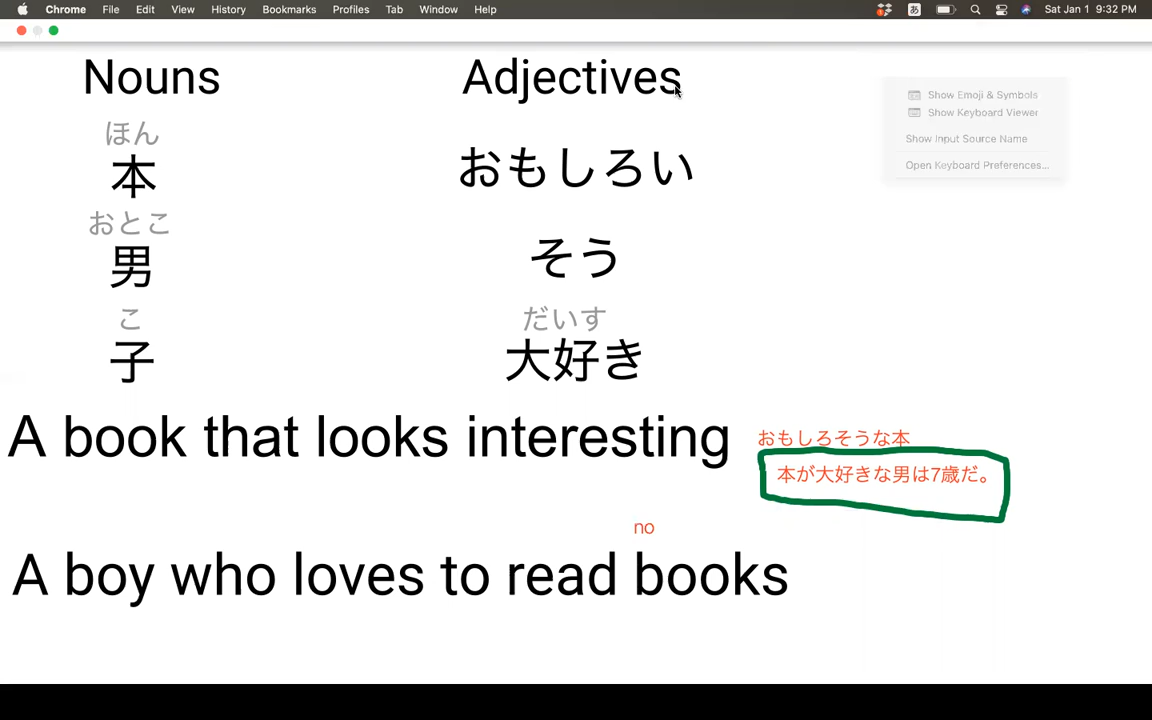 Chrome File Edit View History Bookmarks Profiles Tab Window Help あ Sat Jan 1 9:32 PM
Nouns
Adjectives
Show Emoji & Symbols
Show Keyboard Viewer
Show Input Source Name
Open Keyboard Preferences...
ほん
本
おもしろい
おとこ
男
そう
こ
子
だいす
大好き
A book that looks interesting
おもしろそうな本
本が大好きな男は7歳だ。
no
A boy who loves to read books